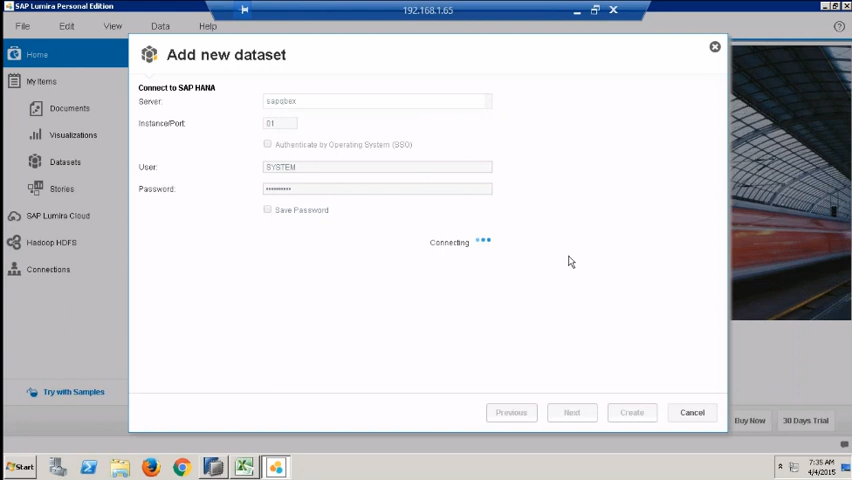 SAP Lumira Personal Edition
192.168.1.65
File Edit View Data Help
Home
My Items
Documents
Visualizations
Datasets
Stories
SAP Lumira Cloud
Hadoop HDFS
Connections
Try with Samples
Add new dataset
Connect to SAP HANA
Server: sapqbex
Instance/Port: 01
Authenticate by Operating System (SSO)
User: SYSTEM
Password: ••••••••••
Save Password
Connecting
Previous Next Create Cancel
Buy Now 30 Days Trial
Start
7:35 AM
4/4/2015